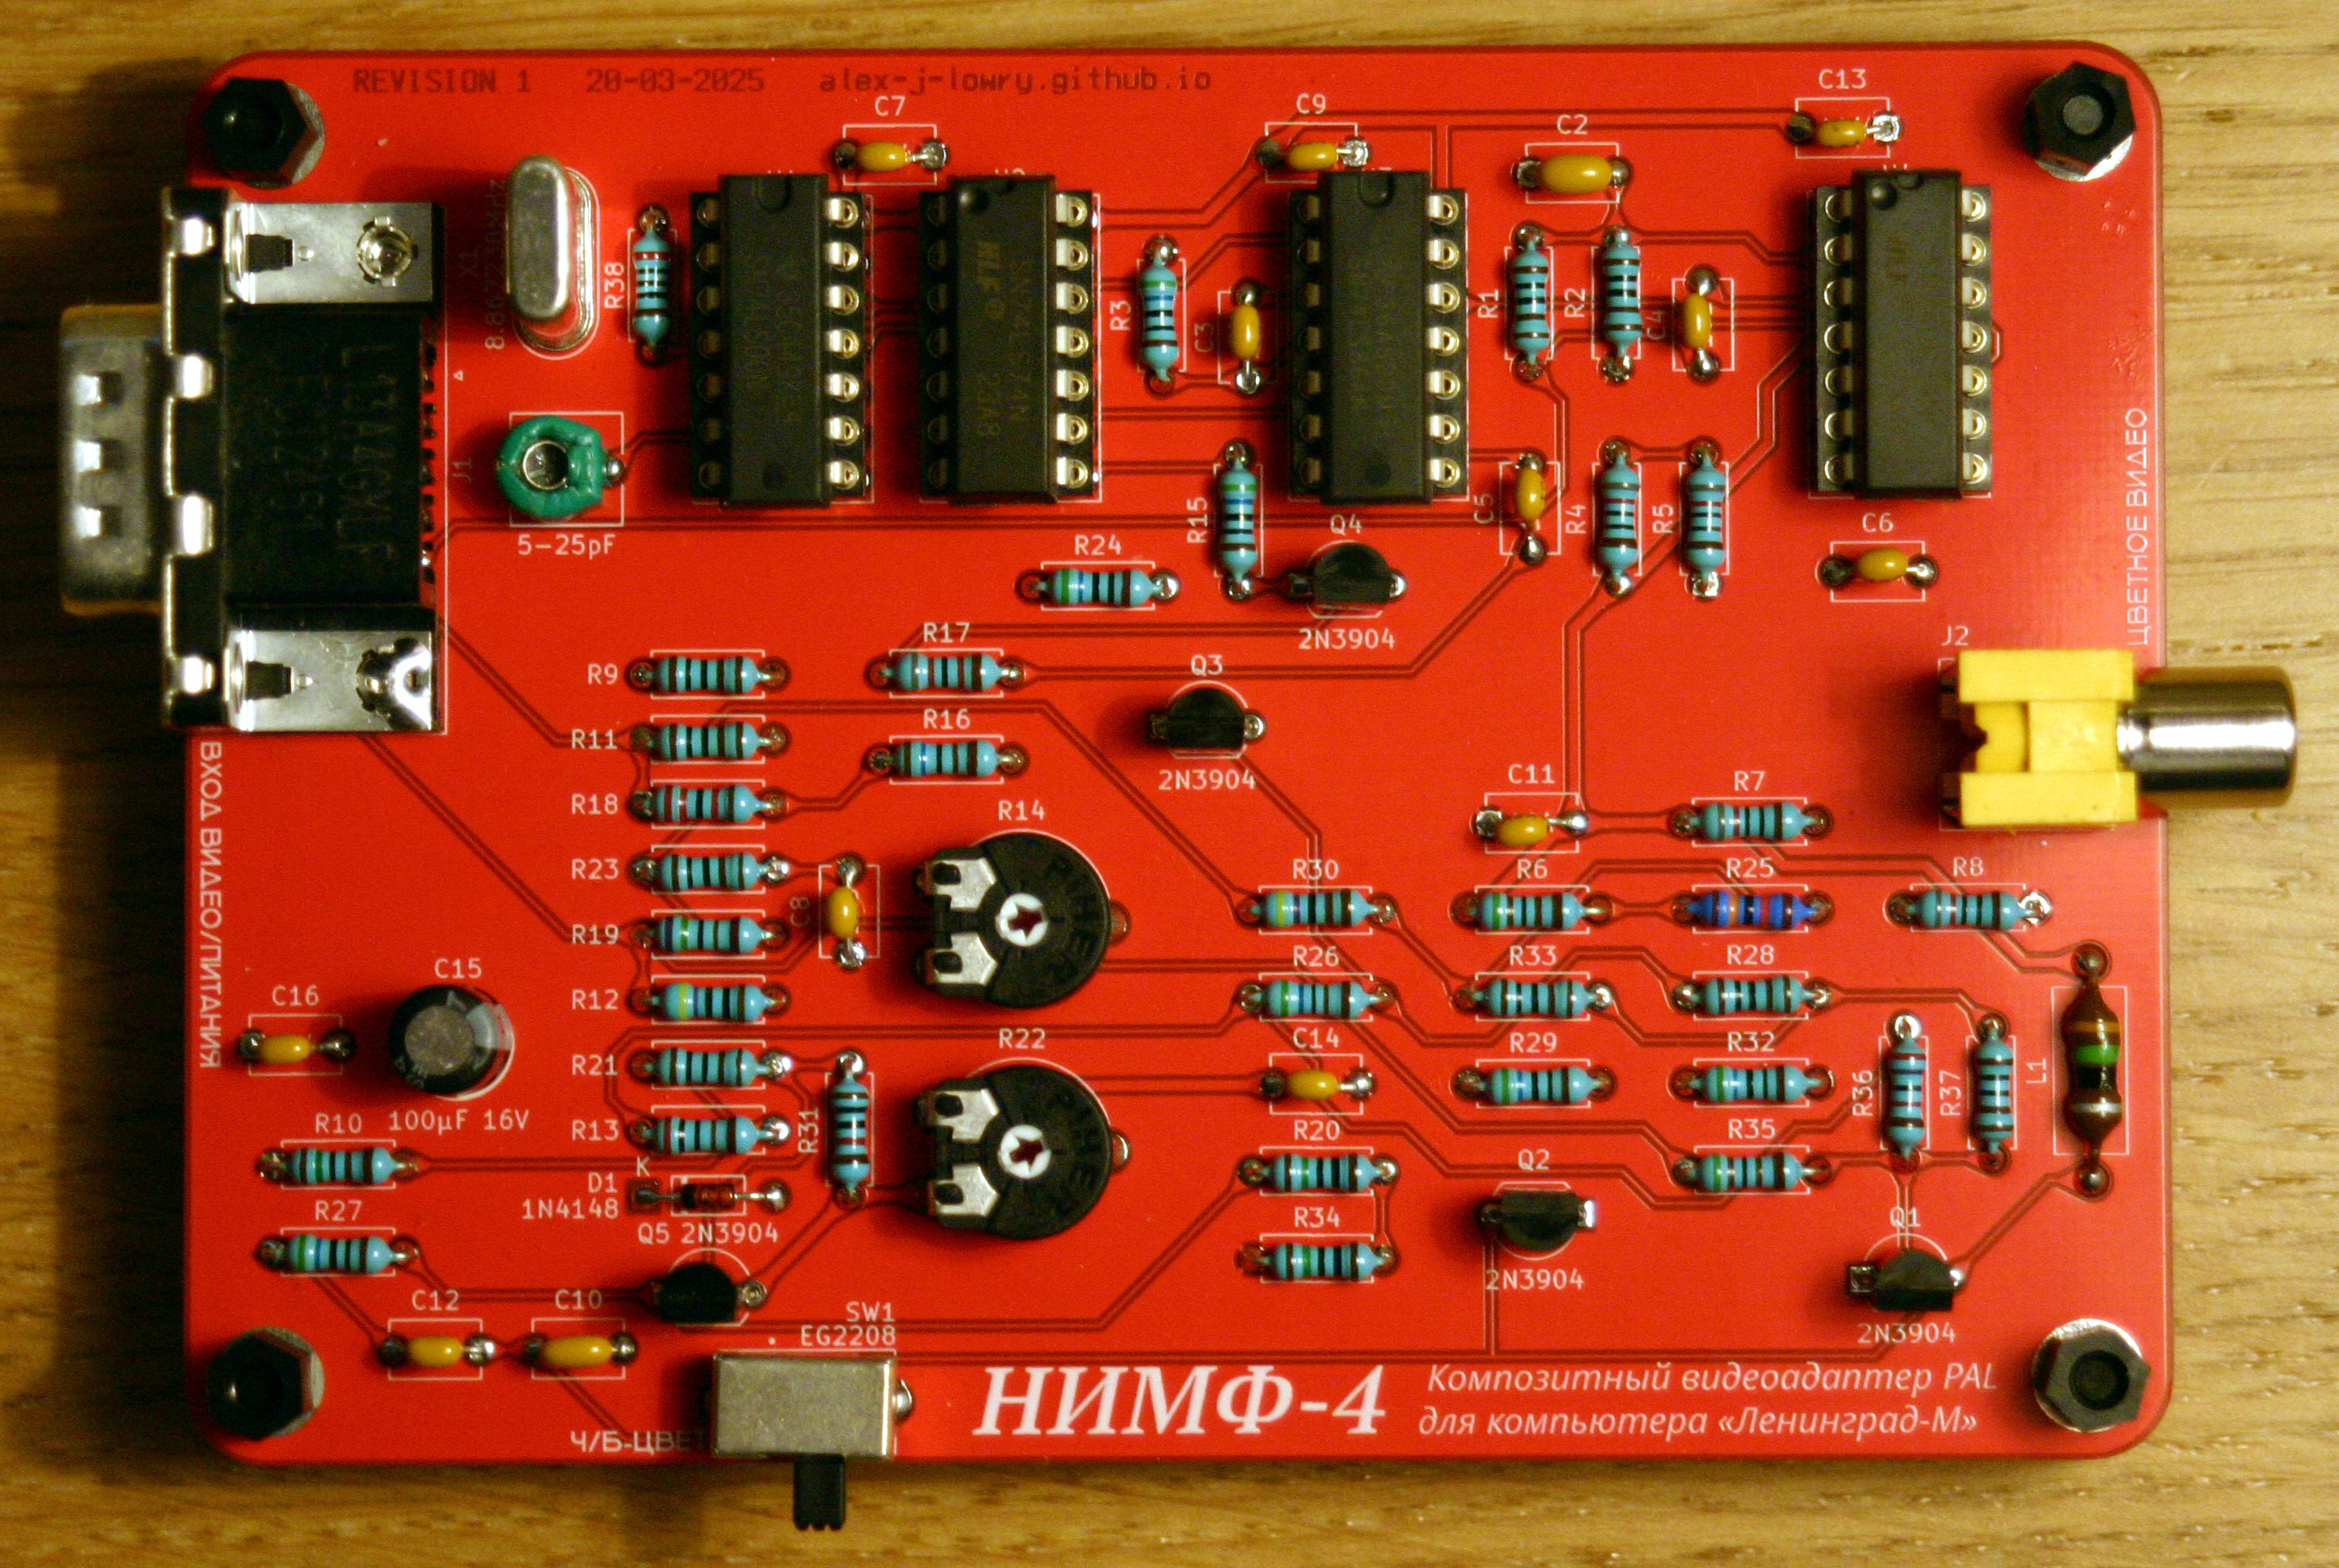 REVISION 1 20-03-2025 alex-j-lowry.github.io
C7
C9
C2
C13
X1
8.867238MHz
R38
SN74LS74N
23A8
R3
C3
R1
R2
C4
J1
5-25pF
R15
Q4
C5
R4
R5
C6
ЦВЕТНОЕ ВИДЕО
R24
2N3904
J2
R9
R17
Q3
R11
R16
2N3904
R18
R14
C11
R7
ВХОД ВИДЕО/ПИТАНИЯ
R23
C8
PIHER
R30
R6
R25
R8
R19
R26
R33
R28
C16
C15
R12
100µF 16V
R21
R22
C14
R29
R32
R36
R37
L1
R10
R13
R31
PIHER
R20
R35
K
D1
1N4148
Q2
R27
Q5 2N3904
R34
2N3904
Q1
2N3904
C12
C10
SW1
EG2208
Ч/Б-ЦВЕТ
НИМФ-4
Композитный видеоадаптер PAL
для компьютера «Ленинград-М»